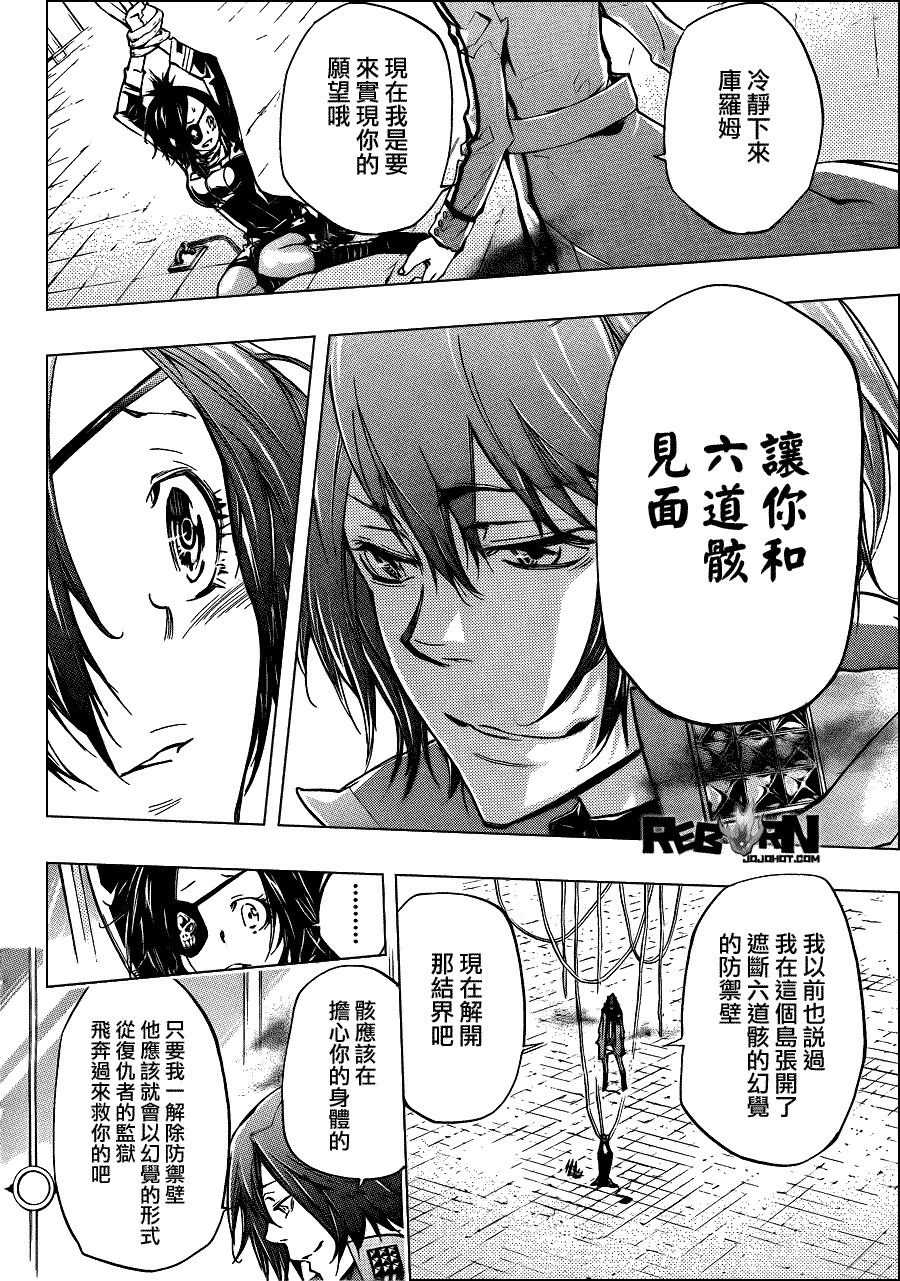 冷靜下來
庫羅姆
現在我是要
來實現你的
願望哦
讓你和
六道骸
見面
REBORN
JOJOHOT.COM
我以前也説過
我在這個島張開了
遮斷六道骸的幻覺
的防禦壁
現在解開
那結界吧
………
骸應該在
擔心你的身體的
只要我一解除防禦壁
他應該就會以幻覺的形式
從復仇者的監獄
飛奔過來救你的吧